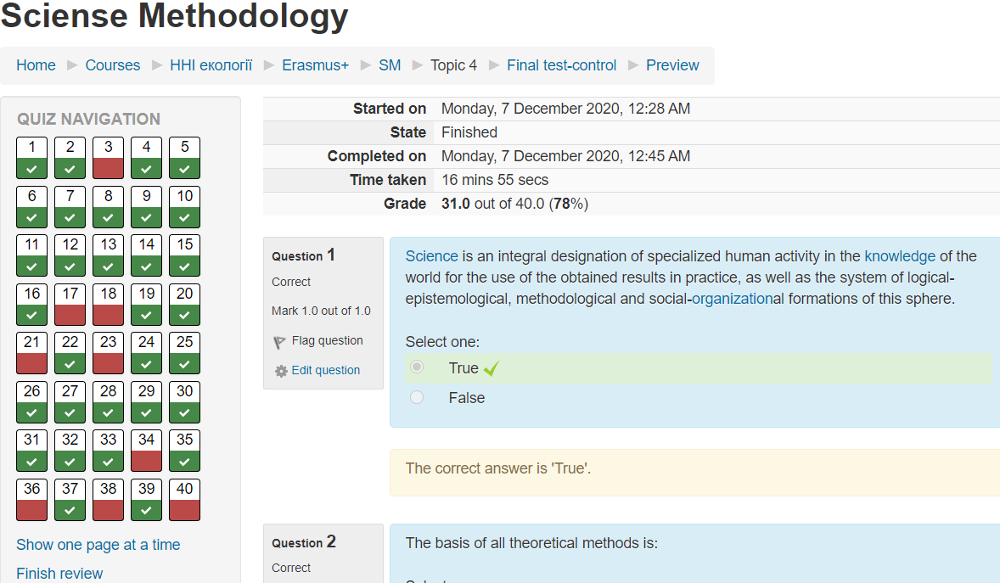 Sciense Methodology
Home Courses ННІ екології Erasmus+ SM Topic 4 Final test-control Preview
QUIZ NAVIGATION
1 2 3 4 5
6 7 8 9 10
11 12 13 14 15
16 17 18 19 20
21 22 23 24 25
26 27 28 29 30
31 32 33 34 35
36 37 38 39 40
Show one page at a time
Finish review
Started on Monday, 7 December 2020, 12:28 AM
State Finished
Completed on Monday, 7 December 2020, 12:45 AM
Time taken 16 mins 55 secs
Grade 31.0 out of 40.0 (78%)
Question 1
Correct
Mark 1.0 out of 1.0
Flag question
Edit question
Science is an integral designation of specialized human activity in the knowledge of the
world for the use of the obtained results in practice, as well as the system of logical-
epistemological, methodological and social-organizational formations of this sphere.
Select one:
True
False
The correct answer is 'True'.
Question 2
Correct
The basis of all theoretical methods is: